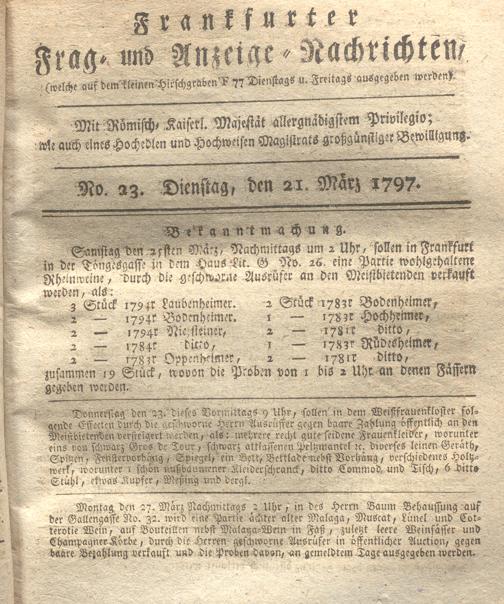 Frankfurter
Frag- und Anzeige-Nachrichten,
(welche auf dem kleinen Hirschgraben F 77 Dienstags u. Freitags ausgegeben werden).
Mit Römisch-Kaiserl. Majestät allergnädigstem Privilegio;
wie auch eines Hochedlen und Hochweisen Magistrats großgünstiger Bewilligung.
No. 23. Dienstag, den 21. März 1797.
Bekanntmachung.
Samstag den 25sten März, Nachmittags um 2 Uhr, sollen in Frankfurt
in der Töngesgasse in dem Haus Lit. G No. 26. eine Partie wohlgehaltene
Rheinweine, durch die geschworne Ausrüfer an den Meistbietenden verkauft
werden, als:
3 Stück 1794r Laubenheimer. 2 Stück 1783r Bodenheimer,
2 — 1794r Bodenheimer. 1 — 1783r Hochheimer,
2 — 1794r Niersteiner, 2 — 1781r ditto,
2 — 1784r ditto, 1 — 1783r Rüdesheimer,
2 — 1783r Oppenheimer, 2 — 1781r ditto,
zusammen 19 Stück, wovon die Proben von 1 bis 2 Uhr an denen Fässern
gegeben werden.
Donnerstag den 23. dieses Vormittags 9 Uhr, sollen in dem Weißfrauenkloster fol-
gende Effecten durch die geschworne Herrn Ausrüfer gegen baare Zahlung öffentlich an den
Meistbietenden versteigert werden, als: mehrere recht gute seidene Frauenkleider, worunter
eins von schwarz Gros de Tour, schwarz attlassenen Pelzmantel ꝛc. diverses leinen Geräth,
Spitzen, Fenstervorhäng, Spiegel, ein Bett, Bettlade nebst Vorhäng, verschiedenes Holz-
werk, worunter 1 schön nußbaumener Kleiderschranck, ditto Commod und Tisch, 6 ditto
Stühl, etwas Kupfer, Messing und dergl.
Montag den 27. März Nachmittags 2 Uhr, in des Herrn Baum Behaussung auf
der Gallengasse No. 32. wird eine Partie ächter alter Malaga, Muscat, Lünel und Co-
terotie Wein, auf Bouteillen nebst Malaga-Wein in Faß, zuletzt leere Weinfässer und
Champagner-Körbe, durch die Herren geschworne Ausrüfer in öffentlicher Auction, gegen
baare Bezahlung verkauft und die Proben davon, an gemeldtem Tage ausgegeben werden.